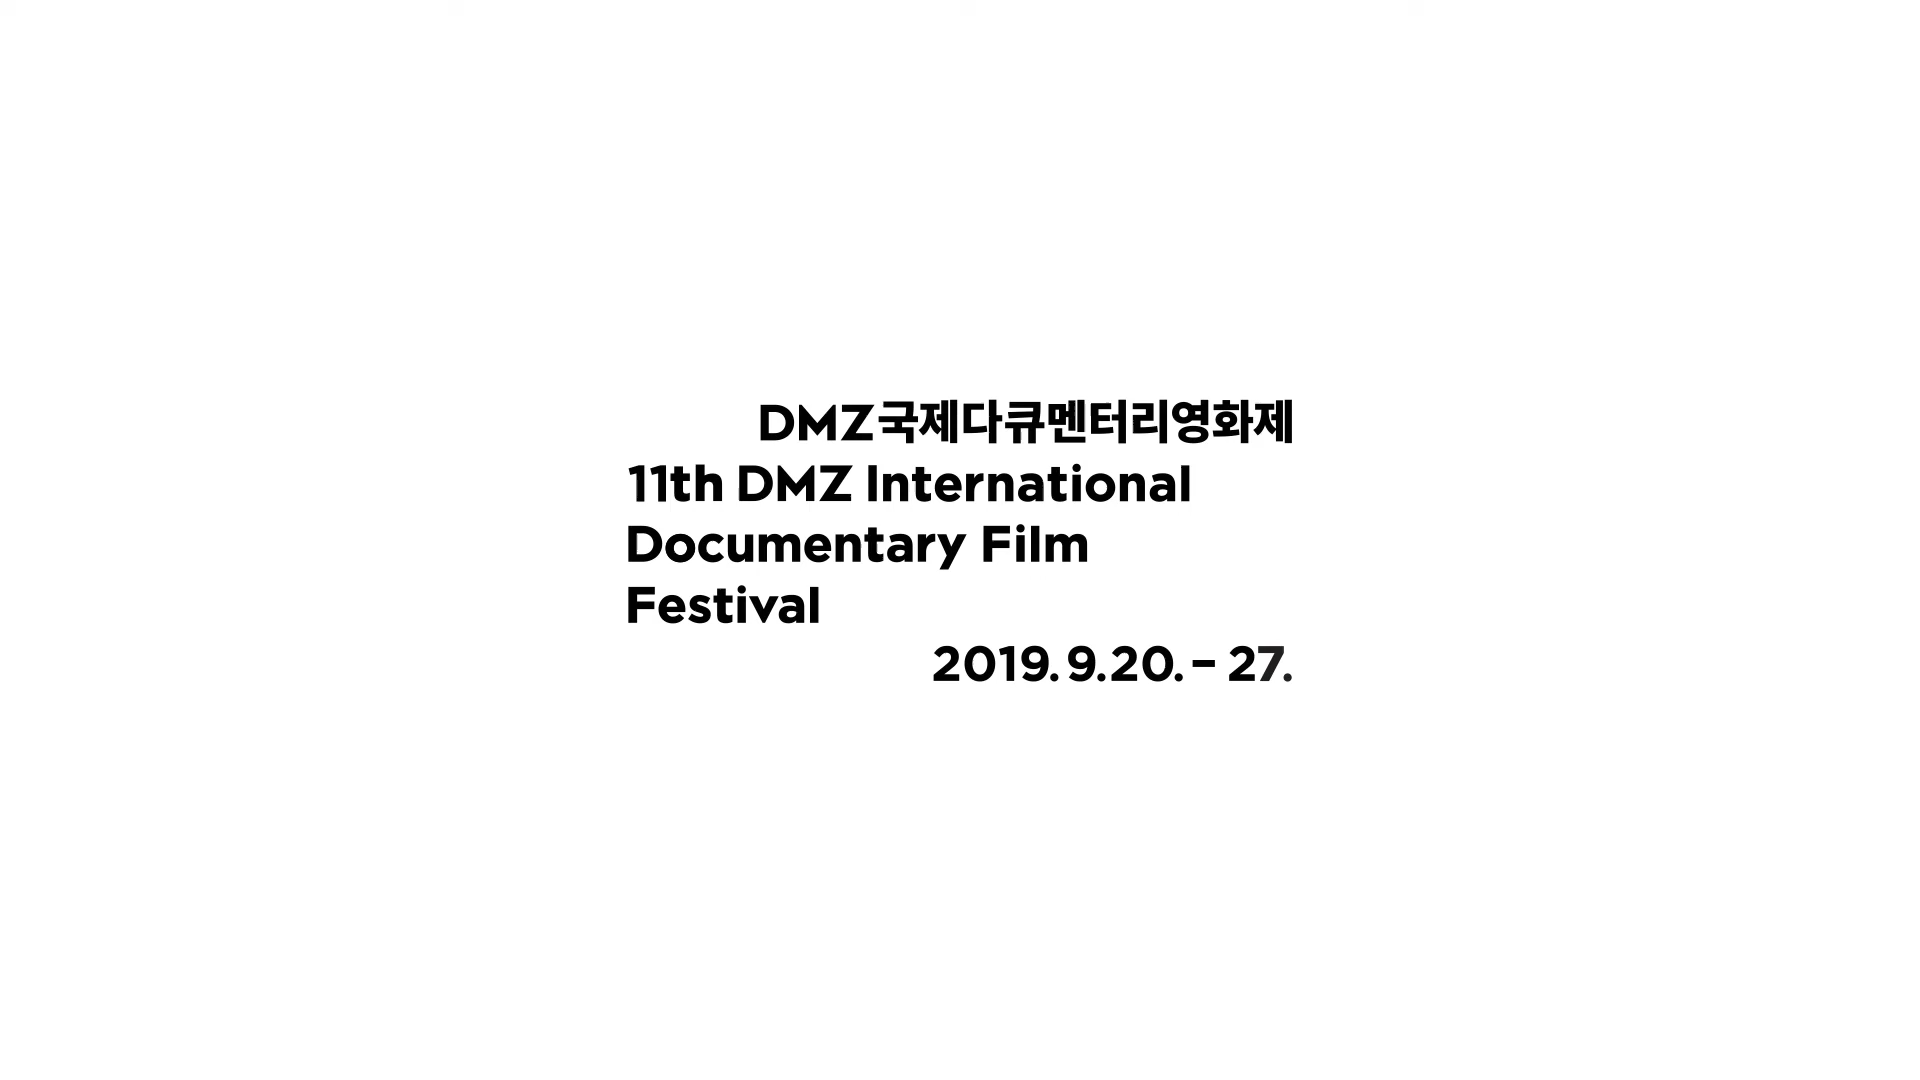 DMZ국제다큐멘터리영화제
11th DMZ International
Documentary Film
Festival
2019. 9.20. – 27.